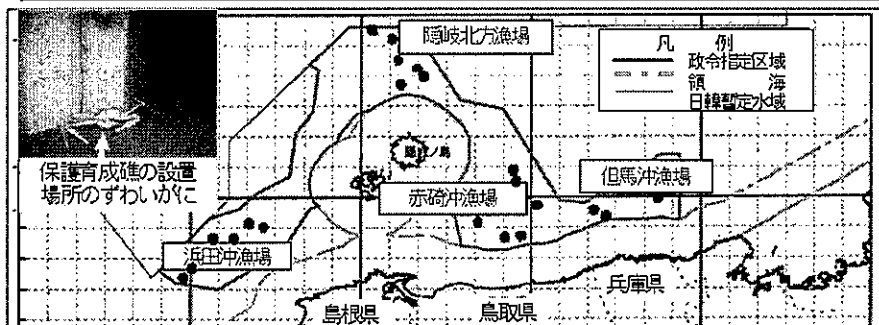 隠岐北方漁場
凡　例
政令指定区域
領　海
日韓暫定水域
保護育成礁の設置
場所のずわいがに
但馬沖漁場
赤碕沖漁場
浜田沖漁場
兵庫県
島根県
鳥取県